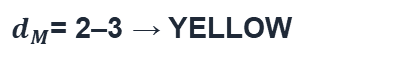 d_M= 2–3 → YELLOW